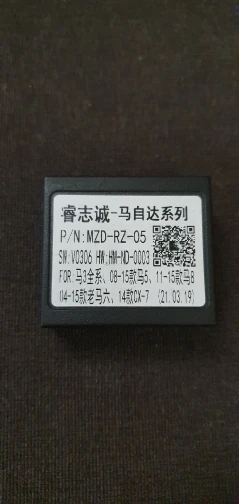 睿志诚-马自达系列
P/N:MZD-RZ-05
SW:V0306 HW:HM-ND-0003
FOR.马3全系、08-15款马5、11-15款马8
04-15款老马六、14款CX-7 (21.03.19)